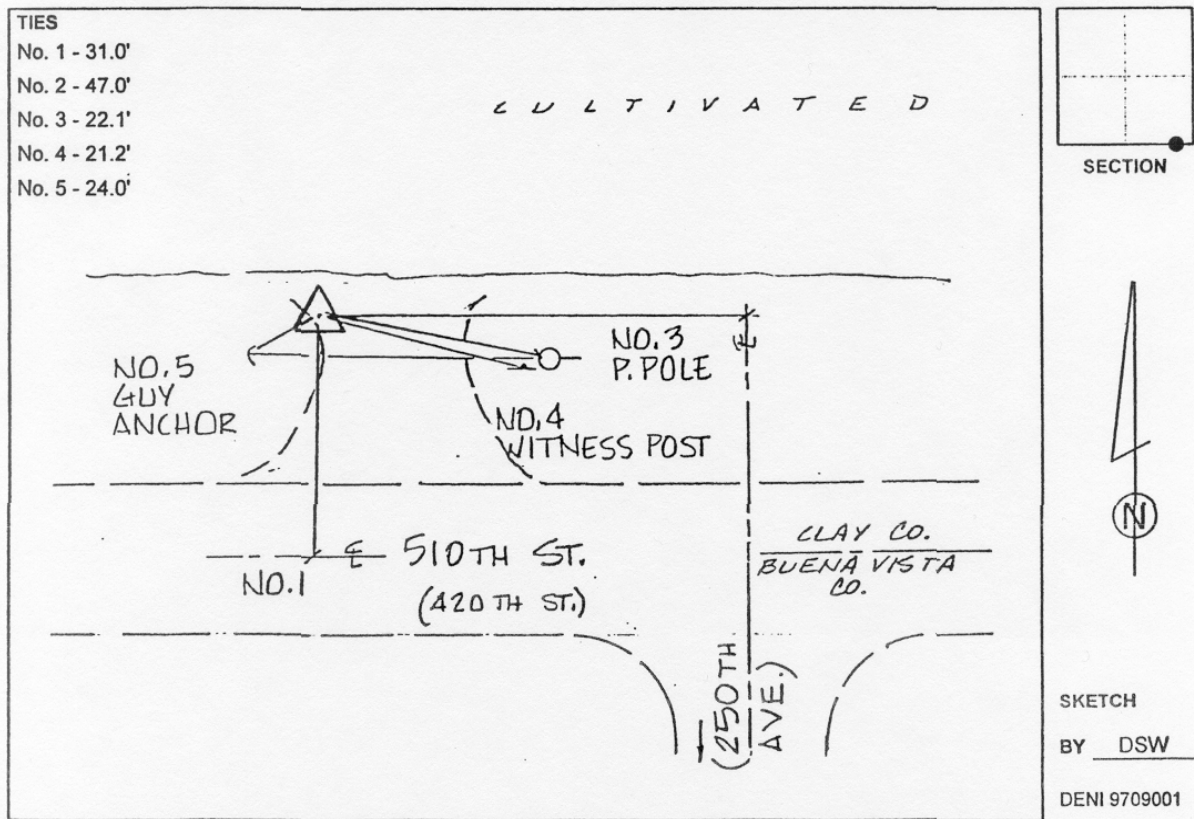 TIES
No. 1 - 31.0'
No. 2 - 47.0'
No. 3 - 22.1'
No. 4 - 21.2'
No. 5 - 24.0'
CULTIVATED
SECTION
NO.5
GUY
ANCHOR
NO.3
P. POLE
℄
NO.4
WITNESS POST
N
NO.1
℄ 510TH ST.
(420TH ST.)
CLAY CO.
BUENA VISTA
CO.
(250TH
AVE.)
SKETCH
BY DSW
DENI 9709001